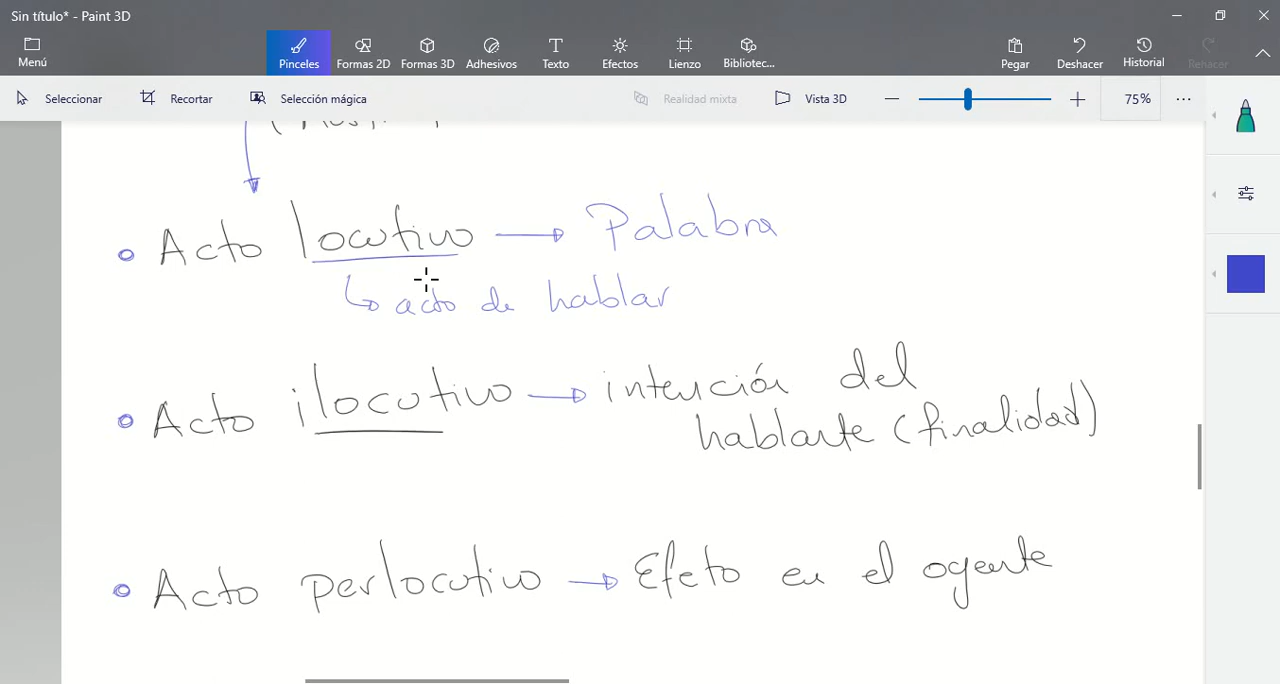 Sin título* - Paint 3D
Menú
Pinceles
Formas 2D
Formas 3D
Adhesivos
Texto
Efectos
Lienzo
Bibliotec...
Pegar
Deshacer
Historial
Rehacer
Seleccionar
Recortar
Selección mágica
Realidad mixta
Vista 3D
75%
Acto locutivo → Palabra
acto de hablar
Acto ilocutivo → intención del
hablante (finalidad)
Acto perlocutivo → Efeto en el ogente